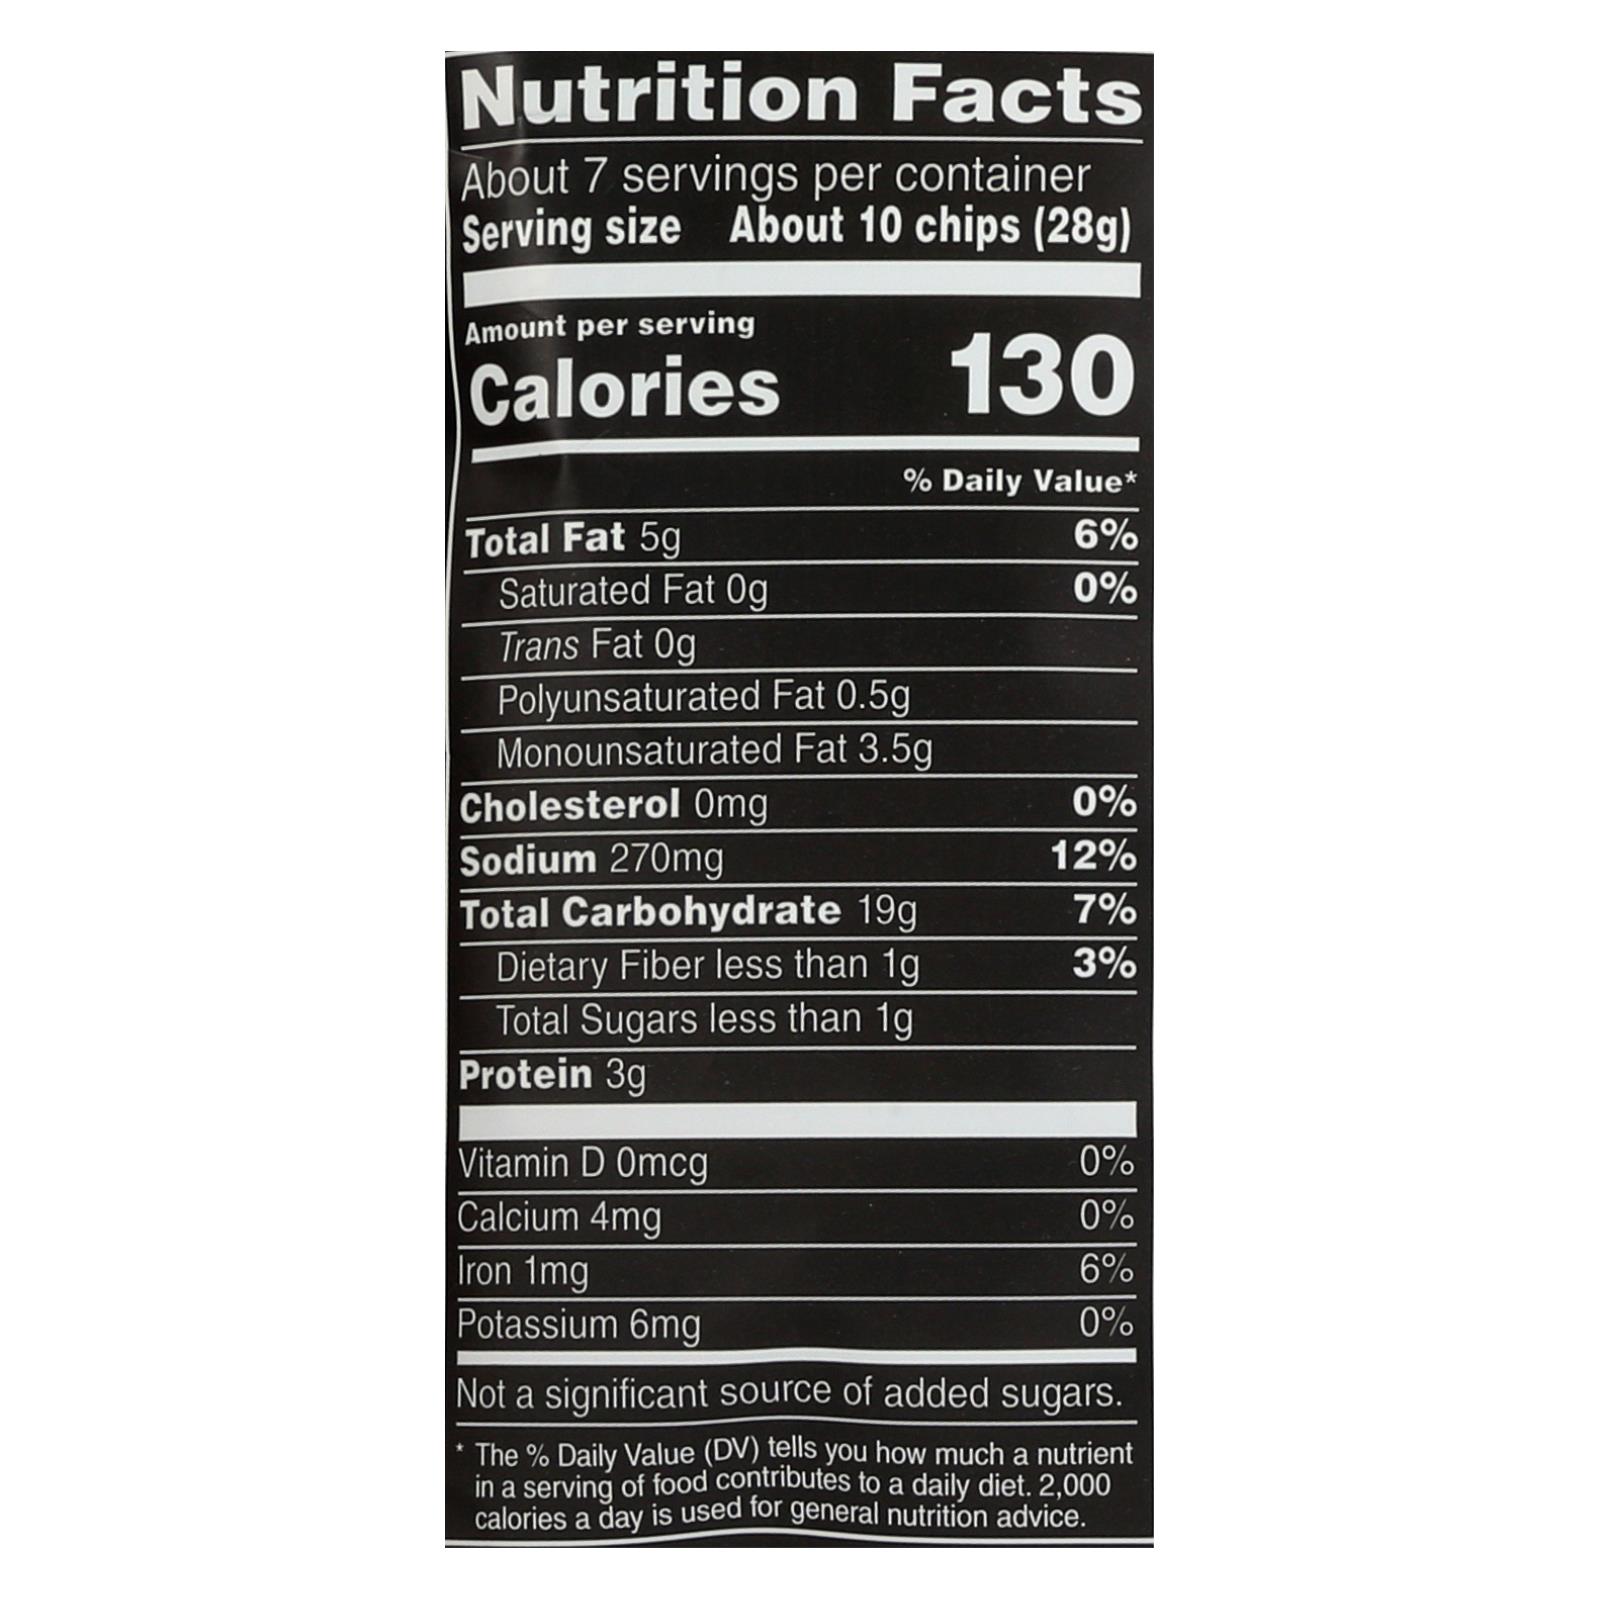 Nutrition Facts
About 7 servings per container
Serving size About 10 chips (28g)
Amount per serving
Calories 130
% Daily Value*
Total Fat 5g 6%
Saturated Fat 0g 0%
Trans Fat 0g
Polyunsaturated Fat 0.5g
Monounsaturated Fat 3.5g
Cholesterol 0mg 0%
Sodium 270mg 12%
Total Carbohydrate 19g 7%
Dietary Fiber less than 1g 3%
Total Sugars less than 1g
Protein 3g
Vitamin D 0mcg 0%
Calcium 4mg 0%
Iron 1mg 6%
Potassium 6mg 0%
Not a significant source of added sugars.
* The % Daily Value (DV) tells you how much a nutrient
in a serving of food contributes to a daily diet. 2,000
calories a day is used for general nutrition advice.